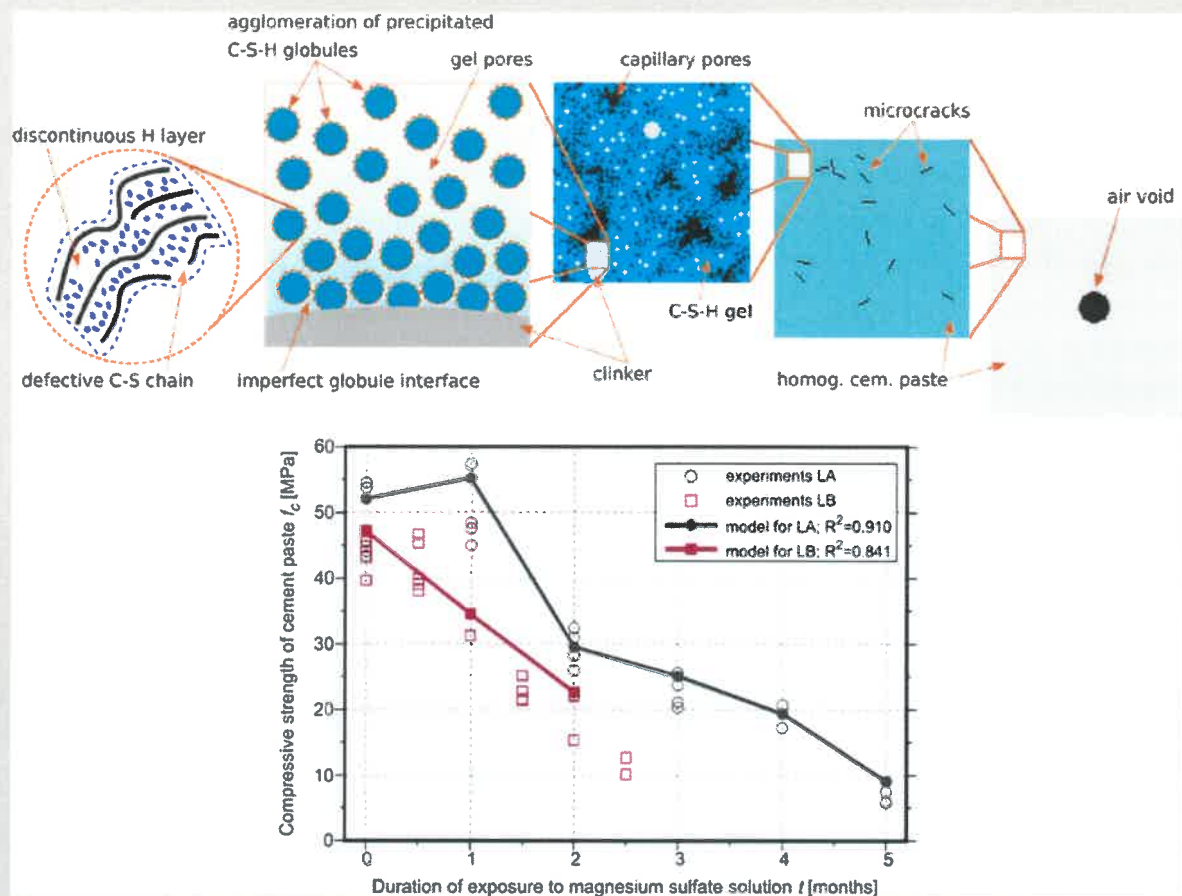 agglomeration of precipitated
C-S-H globules
gel pores
capillary pores
microcracks
discontinuous H layer
air void
C-S-H gel
defective C-S chain
imperfect globule interface
clinker
homog. cem. paste
Compressive strength of cement paste f_c [MPa]
60
50
40
30
20
10
0
experiments LA
experiments LB
model for LA; R²=0.910
model for LB; R²=0.841
0 1 2 3 4 5
Duration of exposure to magnesium sulfate solution t [months]